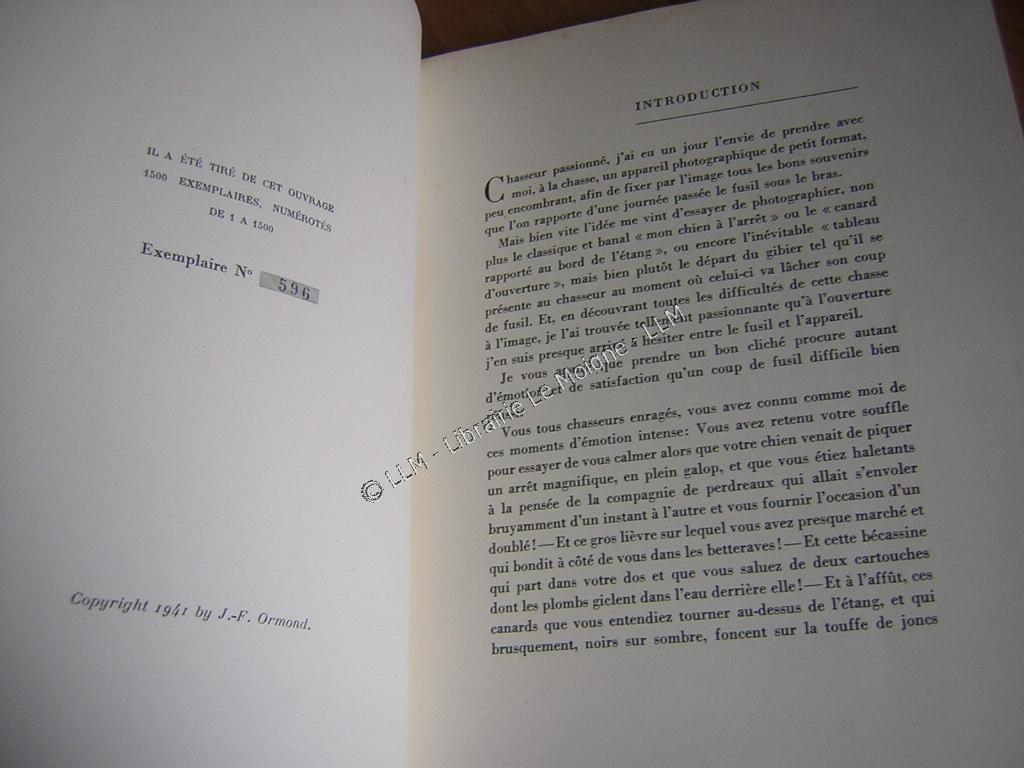 IL A ÉTÉ TIRÉ DE CET OUVRAGE
1500 EXEMPLAIRES, NUMÉROTÉS
DE 1 A 1500
Exemplaire Nº 596
Copyright 1941 by J.-F. Ormond.
INTRODUCTION
Chasseur passionné, j'ai eu un jour l'envie de prendre avec
moi, à la chasse, un appareil photographique de petit format,
peu encombrant, afin de fixer par l'image tous les bons souvenirs
que l'on rapporte d'une journée passée le fusil sous le bras.
Mais bien vite l'idée me vint d'essayer de photographier, non
plus le classique et banal « mon chien à l'arrêt » ou le « canard
rapporté au bord de l'étang », ou encore l'inévitable « tableau
d'ouverture », mais bien plutôt le départ du gibier tel qu'il se
présente au chasseur au moment où celui-ci va lâcher son coup
de fusil. Et, en découvrant toutes les difficultés de cette chasse
à l'image, je l'ai trouvée tellement passionnante qu'à l'ouverture
j'en suis presque arrivé à hésiter entre le fusil et l'appareil.
Je vous que prendre un bon cliché procure autant
d'émotion et de satisfaction qu'un coup de fusil difficile bien
Vous tous chasseurs enragés, vous avez connu comme moi de
ces moments d'émotion intense: Vous avez retenu votre souffle
pour essayer de vous calmer alors que votre chien venait de piquer
un arrêt magnifique, en plein galop, et que vous étiez haletants
à la pensée de la compagnie de perdreaux qui allait s'envoler
bruyamment d'un instant à l'autre et vous fournir l'occasion d'un
doublé! — Et ce gros lièvre sur lequel vous avez presque marché et
qui bondit à côté de vous dans les betteraves! — Et cette bécassine
qui part dans votre dos et que vous saluez de deux cartouches
dont les plombs giclent dans l'eau derrière elle! — Et à l'affût, ces
canards que vous entendiez tourner au-dessus de l'étang, et qui
brusquement, noirs sur sombre, foncent sur la touffe de joncs
© LLM - Librairie Le Moigne - LLM